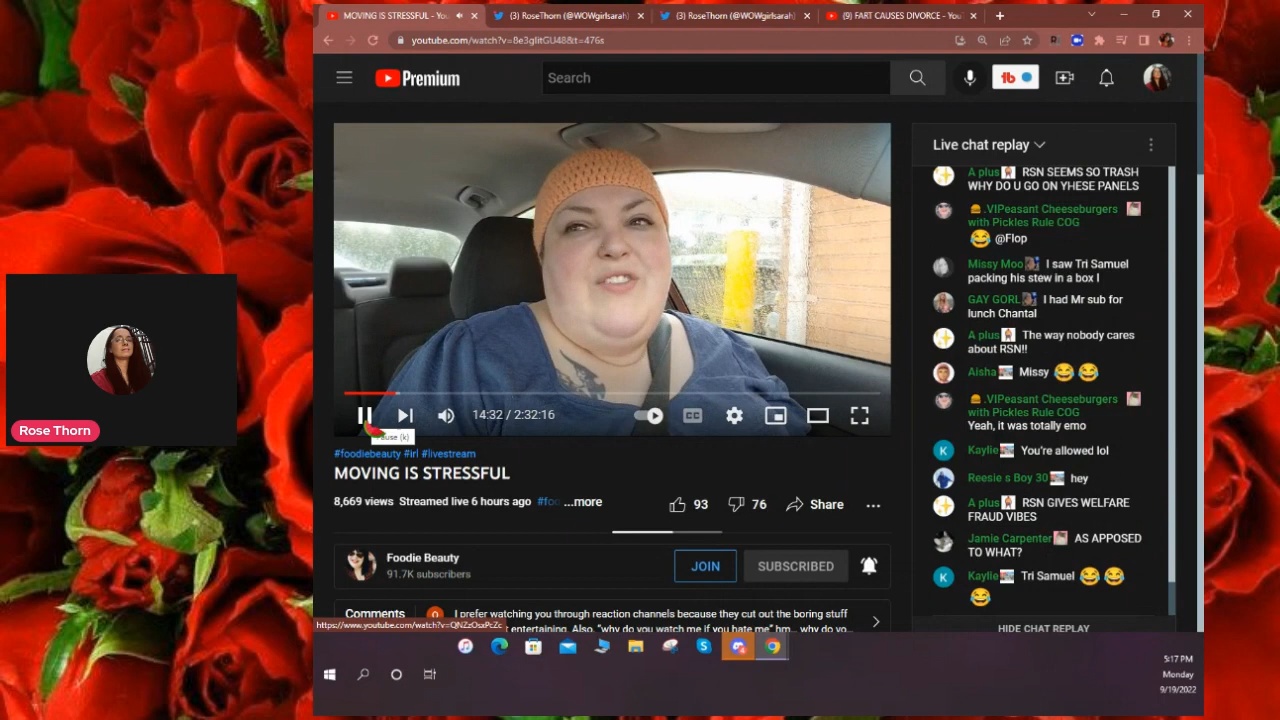 MOVING IS STRESSFUL - You
(3) RoseThorn (@WOWgirlsarah)
(3) RoseThorn (@WOWgirlsarah)
(9) FART CAUSES DIVORCE - You
youtube.com/watch?v=8e3glitGU48&t=476s
Premium
Search
Live chat replay
A plus RSN SEEMS SO TRASH
WHY DO U GO ON YHESE PANELS
.VIPeasant Cheeseburgers
with Pickles Rule COG
@Flop
Missy Moo I saw Tri Samuel
packing his stew in a box I
GAY GORL I had Mr sub for
lunch Chantal
A plus The way nobody cares
about RSN!!
Aisha Missy
.VIPeasant Cheeseburgers
with Pickles Rule COG
Yeah, it was totally emo
Kaylie You're allowed lol
Reesie s Boy 30 hey
A plus RSN GIVES WELFARE
FRAUD VIBES
Jamie Carpenter AS APPOSED
TO WHAT?
Kaylie Tri Samuel
HIDE CHAT REPLAY
14:32 / 2:32:16
CC
Pause (k)
#foodiebeauty #irl #livestream
MOVING IS STRESSFUL
8,669 views Streamed live 6 hours ago #foo ...more
93
76
Share
Foodie Beauty
91.7K subscribers
JOIN
SUBSCRIBED
Comments
I prefer watching you through reaction channels because they cut out the boring stuff
entertaining. Also, "why do you watch me if you hate me" hm... why do yo...
Rose Thorn
5:17 PM
Monday
9/19/2022